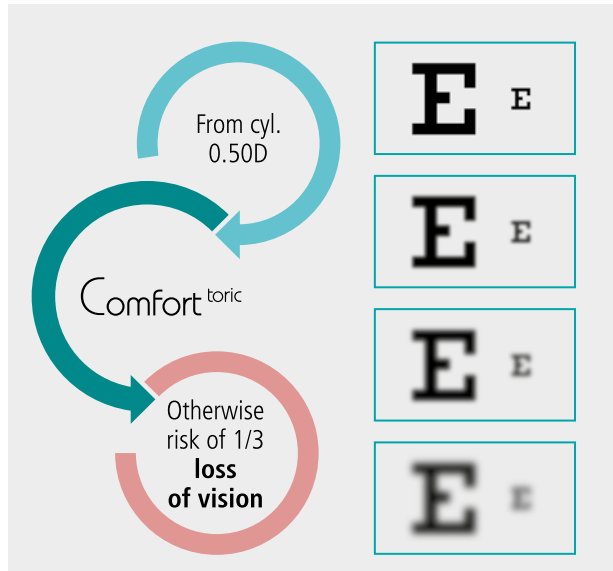 From cyl.
0.50D
Comfort toric
Otherwise
risk of 1/3
loss
of vision
E E
E E
E E
E E